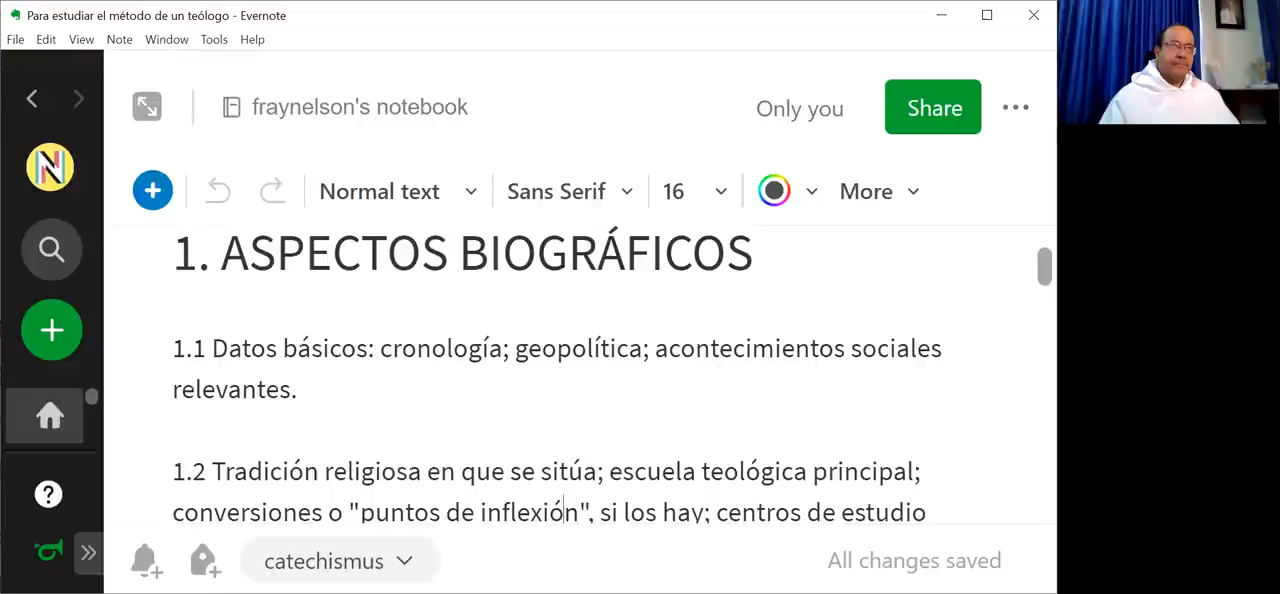 Para estudiar el método de un teólogo - Evernote
File Edit View Note Window Tools Help
fraynelson's notebook
Only you
Share
Normal text
Sans Serif
16
More
1. ASPECTOS BIOGRÁFICOS
1.1 Datos básicos: cronología; geopolítica; acontecimientos sociales
relevantes.
1.2 Tradición religiosa en que se sitúa; escuela teológica principal;
conversiones o "puntos de inflexión", si los hay; centros de estudio
catechismus
All changes saved